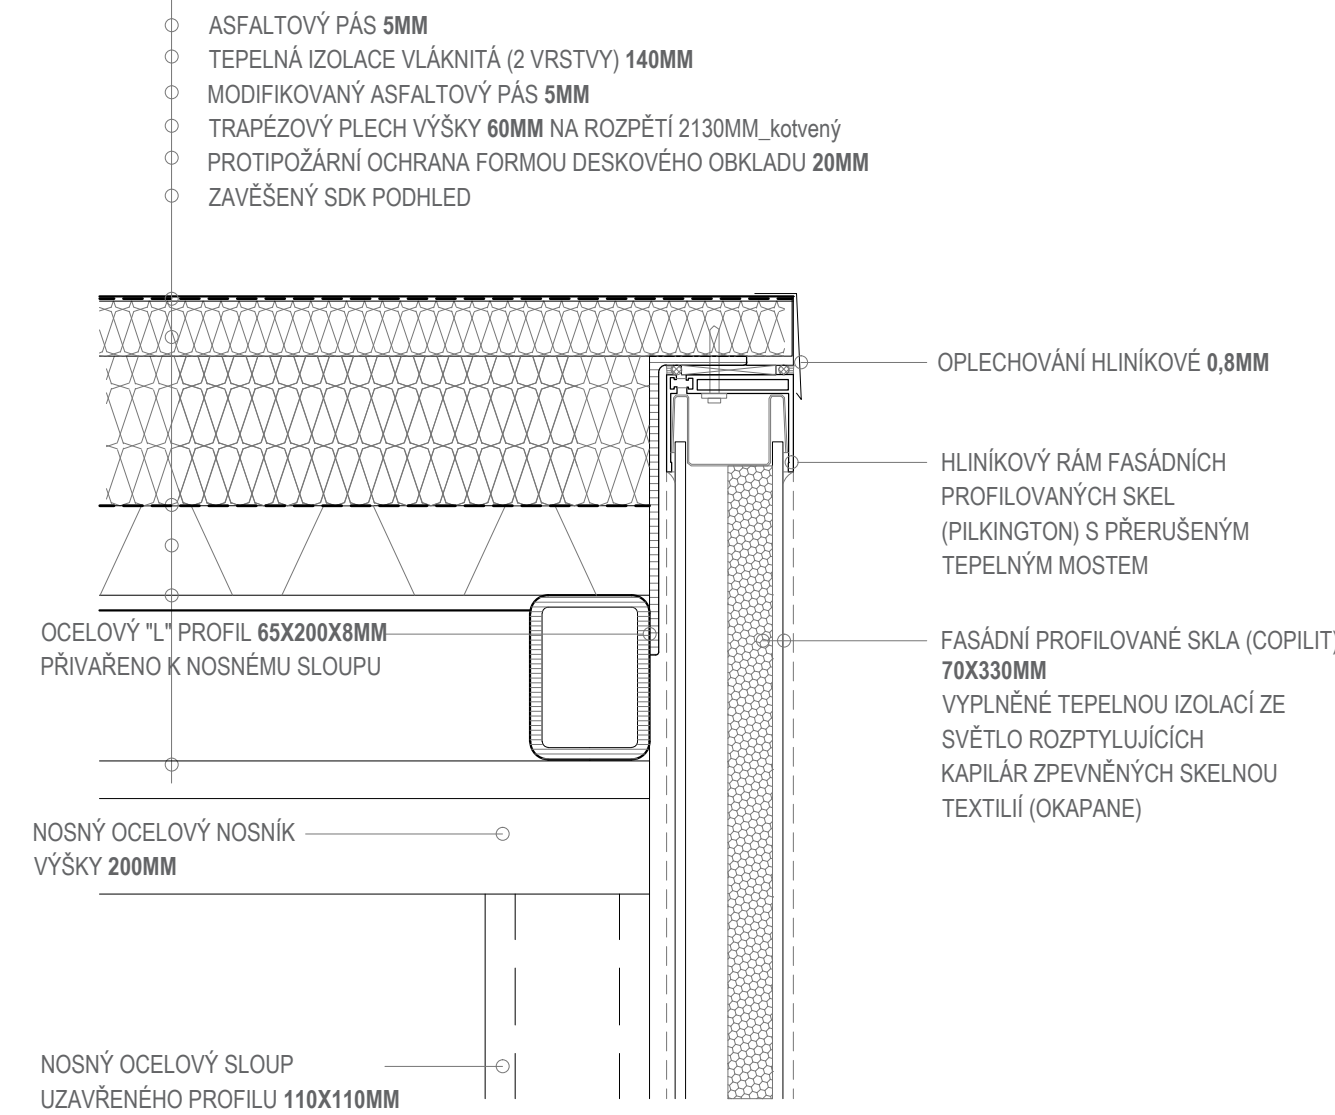 ASFALTOVÝ PÁS 5MM
TEPELNÁ IZOLACE VLÁKNITÁ (2 VRSTVY) 140MM
MODIFIKOVANÝ ASFALTOVÝ PÁS 5MM
TRAPÉZOVÝ PLECH VÝŠKY 60MM NA ROZPĚTÍ 2130MM_kotvený
PROTIPOŽÁRNÍ OCHRANA FORMOU DESKOVÉHO OBKLADU 20MM
ZAVĚŠENÝ SDK PODHLED
OPLECHOVÁNÍ HLINÍKOVÉ 0,8MM
HLINÍKOVÝ RÁM FASÁDNÍCH
PROFILOVANÝCH SKEL
(PILKINGTON) S PŘERUŠENÝM
TEPELNÝM MOSTEM
OCELOVÝ "L" PROFIL 65X200X8MM
PŘIVAŘENO K NOSNÉMU SLOUPU
FASÁDNÍ PROFILOVANÉ SKLA (COPILIT)
70X330MM
VYPLNĚNÉ TEPELNOU IZOLACÍ ZE
SVĚTLO ROZPTYLUJÍCÍCH
KAPILÁR ZPEVNĚNÝCH SKELNOU
TEXTILIÍ (OKAPANE)
NOSNÝ OCELOVÝ NOSNÍK
VÝŠKY 200MM
NOSNÝ OCELOVÝ SLOUP
UZAVŘENÉHO PROFILU 110X110MM